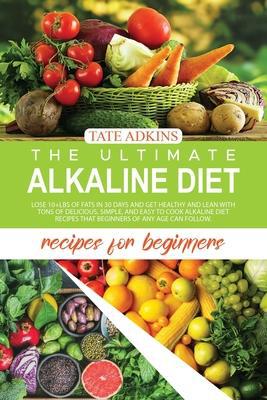 TATE ADKINS
THE ULTIMATE
ALKALINE DIET
LOSE 10+LBS OF FATS IN 30 DAYS AND GET HEALTHY AND LEAN WITH
TONS OF DELICIOUS, SIMPLE, AND EASY TO COOK ALKALINE DIET
RECIPES THAT BEGINNERS OF ANY AGE CAN FOLLOW.
recipes for beginners